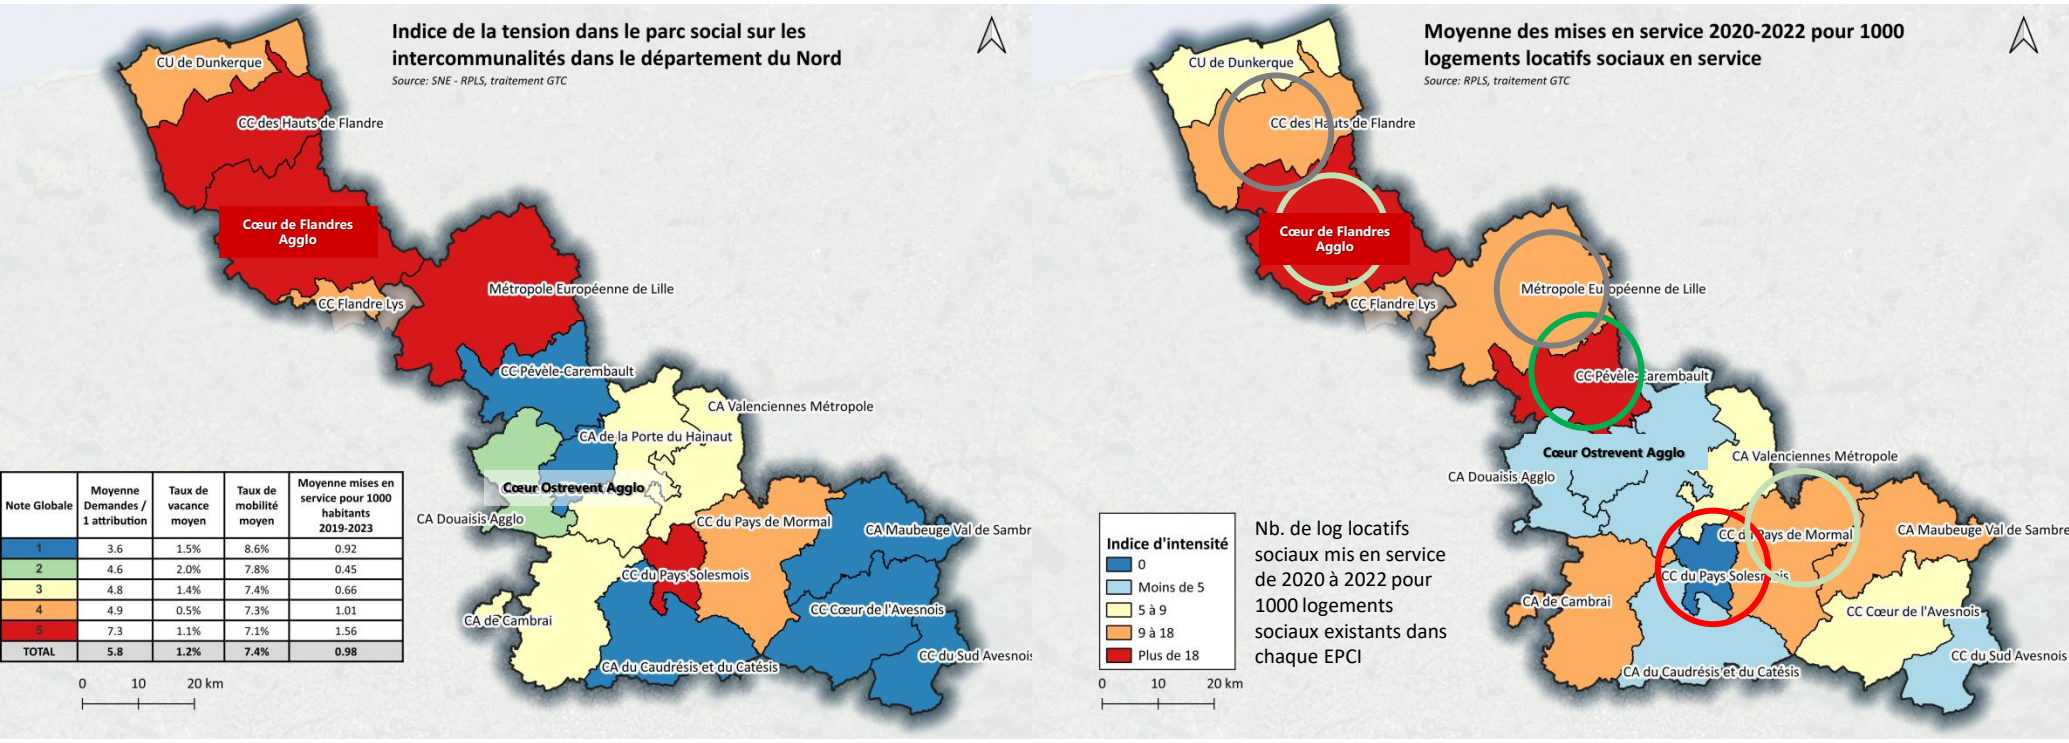 Indice de la tension dans le parc social sur les
intercommunalités dans le département du Nord
Source: SNE - RPLS, traitement GTC
CU de Dunkerque
CC des Hauts de Flandre
Cœur de Flandres
Agglo
Métropole Européenne de Lille
CC Flandre Lys
CC Pévèle-Carembault
CA Valenciennes Métropole
CA de la Porte du Hainaut
Cœur Ostrevent Agglo
CA Douaisis Agglo
CC du Pays de Mormal
CA Maubeuge Val de Sambr
CC du Pays Solesmois
CC Cœur de l'Avesnois
CA de Cambrai
CC du Sud Avesnois
CA du Caudrésis et du Catésis
Note Globale Moyenne Demandes / 1 attribution Taux de vacance moyen Taux de mobilité moyen Moyenne mises en service pour 1000 habitants 2019-2023
1 3.6 1.5% 8.6% 0.92
2 4.6 2.0% 7.8% 0.45
3 4.8 1.4% 7.4% 0.66
4 4.9 0.5% 7.3% 1.01
5 7.3 1.1% 7.1% 1.56
TOTAL 5.8 1.2% 7.4% 0.98
0 10 20 km
Moyenne des mises en service 2020-2022 pour 1000
logements locatifs sociaux en service
Source: RPLS, traitement GTC
CU de Dunkerque
CC des Hauts de Flandre
Cœur de Flandres
Agglo
Métropole Européenne de Lille
CC Flandre Lys
CC Pévèle-Carembault
Cœur Ostrevent Agglo
CA Valenciennes Métropole
CA Douaisis Agglo
CC du Pays de Mormal
CA Maubeuge Val de Sambre
CC du Pays Solesmois
CA de Cambrai
CC Cœur de l'Avesnois
CC du Sud Avesnois
CA du Caudrésis et du Catésis
Indice d'intensité
0
Moins de 5
5 à 9
9 à 18
Plus de 18
0 10 20 km
Nb. de log locatifs
sociaux mis en service
de 2020 à 2022 pour
1000 logements
sociaux existants dans
chaque EPCI